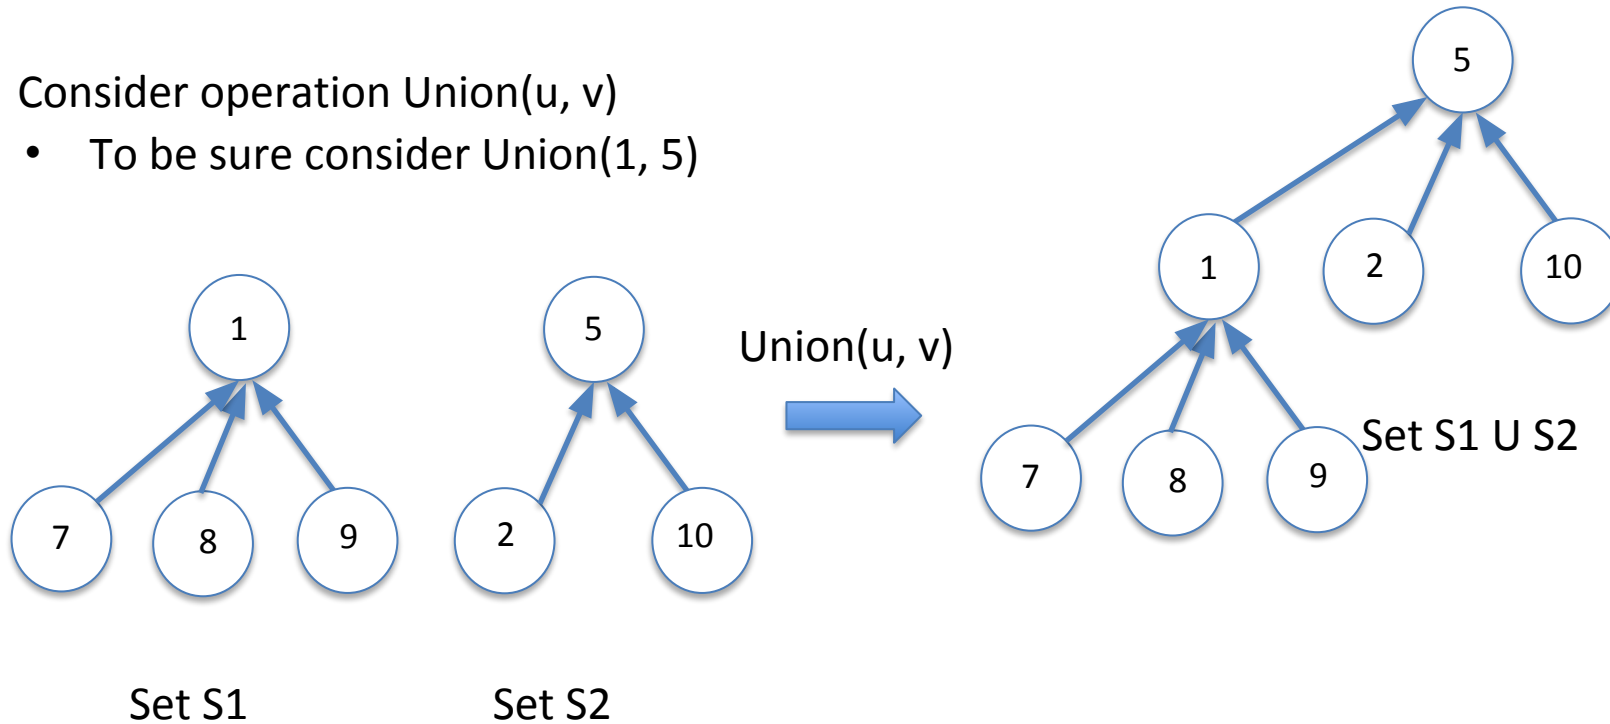 Consider operation Union(u, v)
• To be sure consider Union(1, 5)
5
1
2
10
7
8
9
Set S1 U S2
1
5
7
8
9
2
10
Union(u, v)
Set S1
Set S2